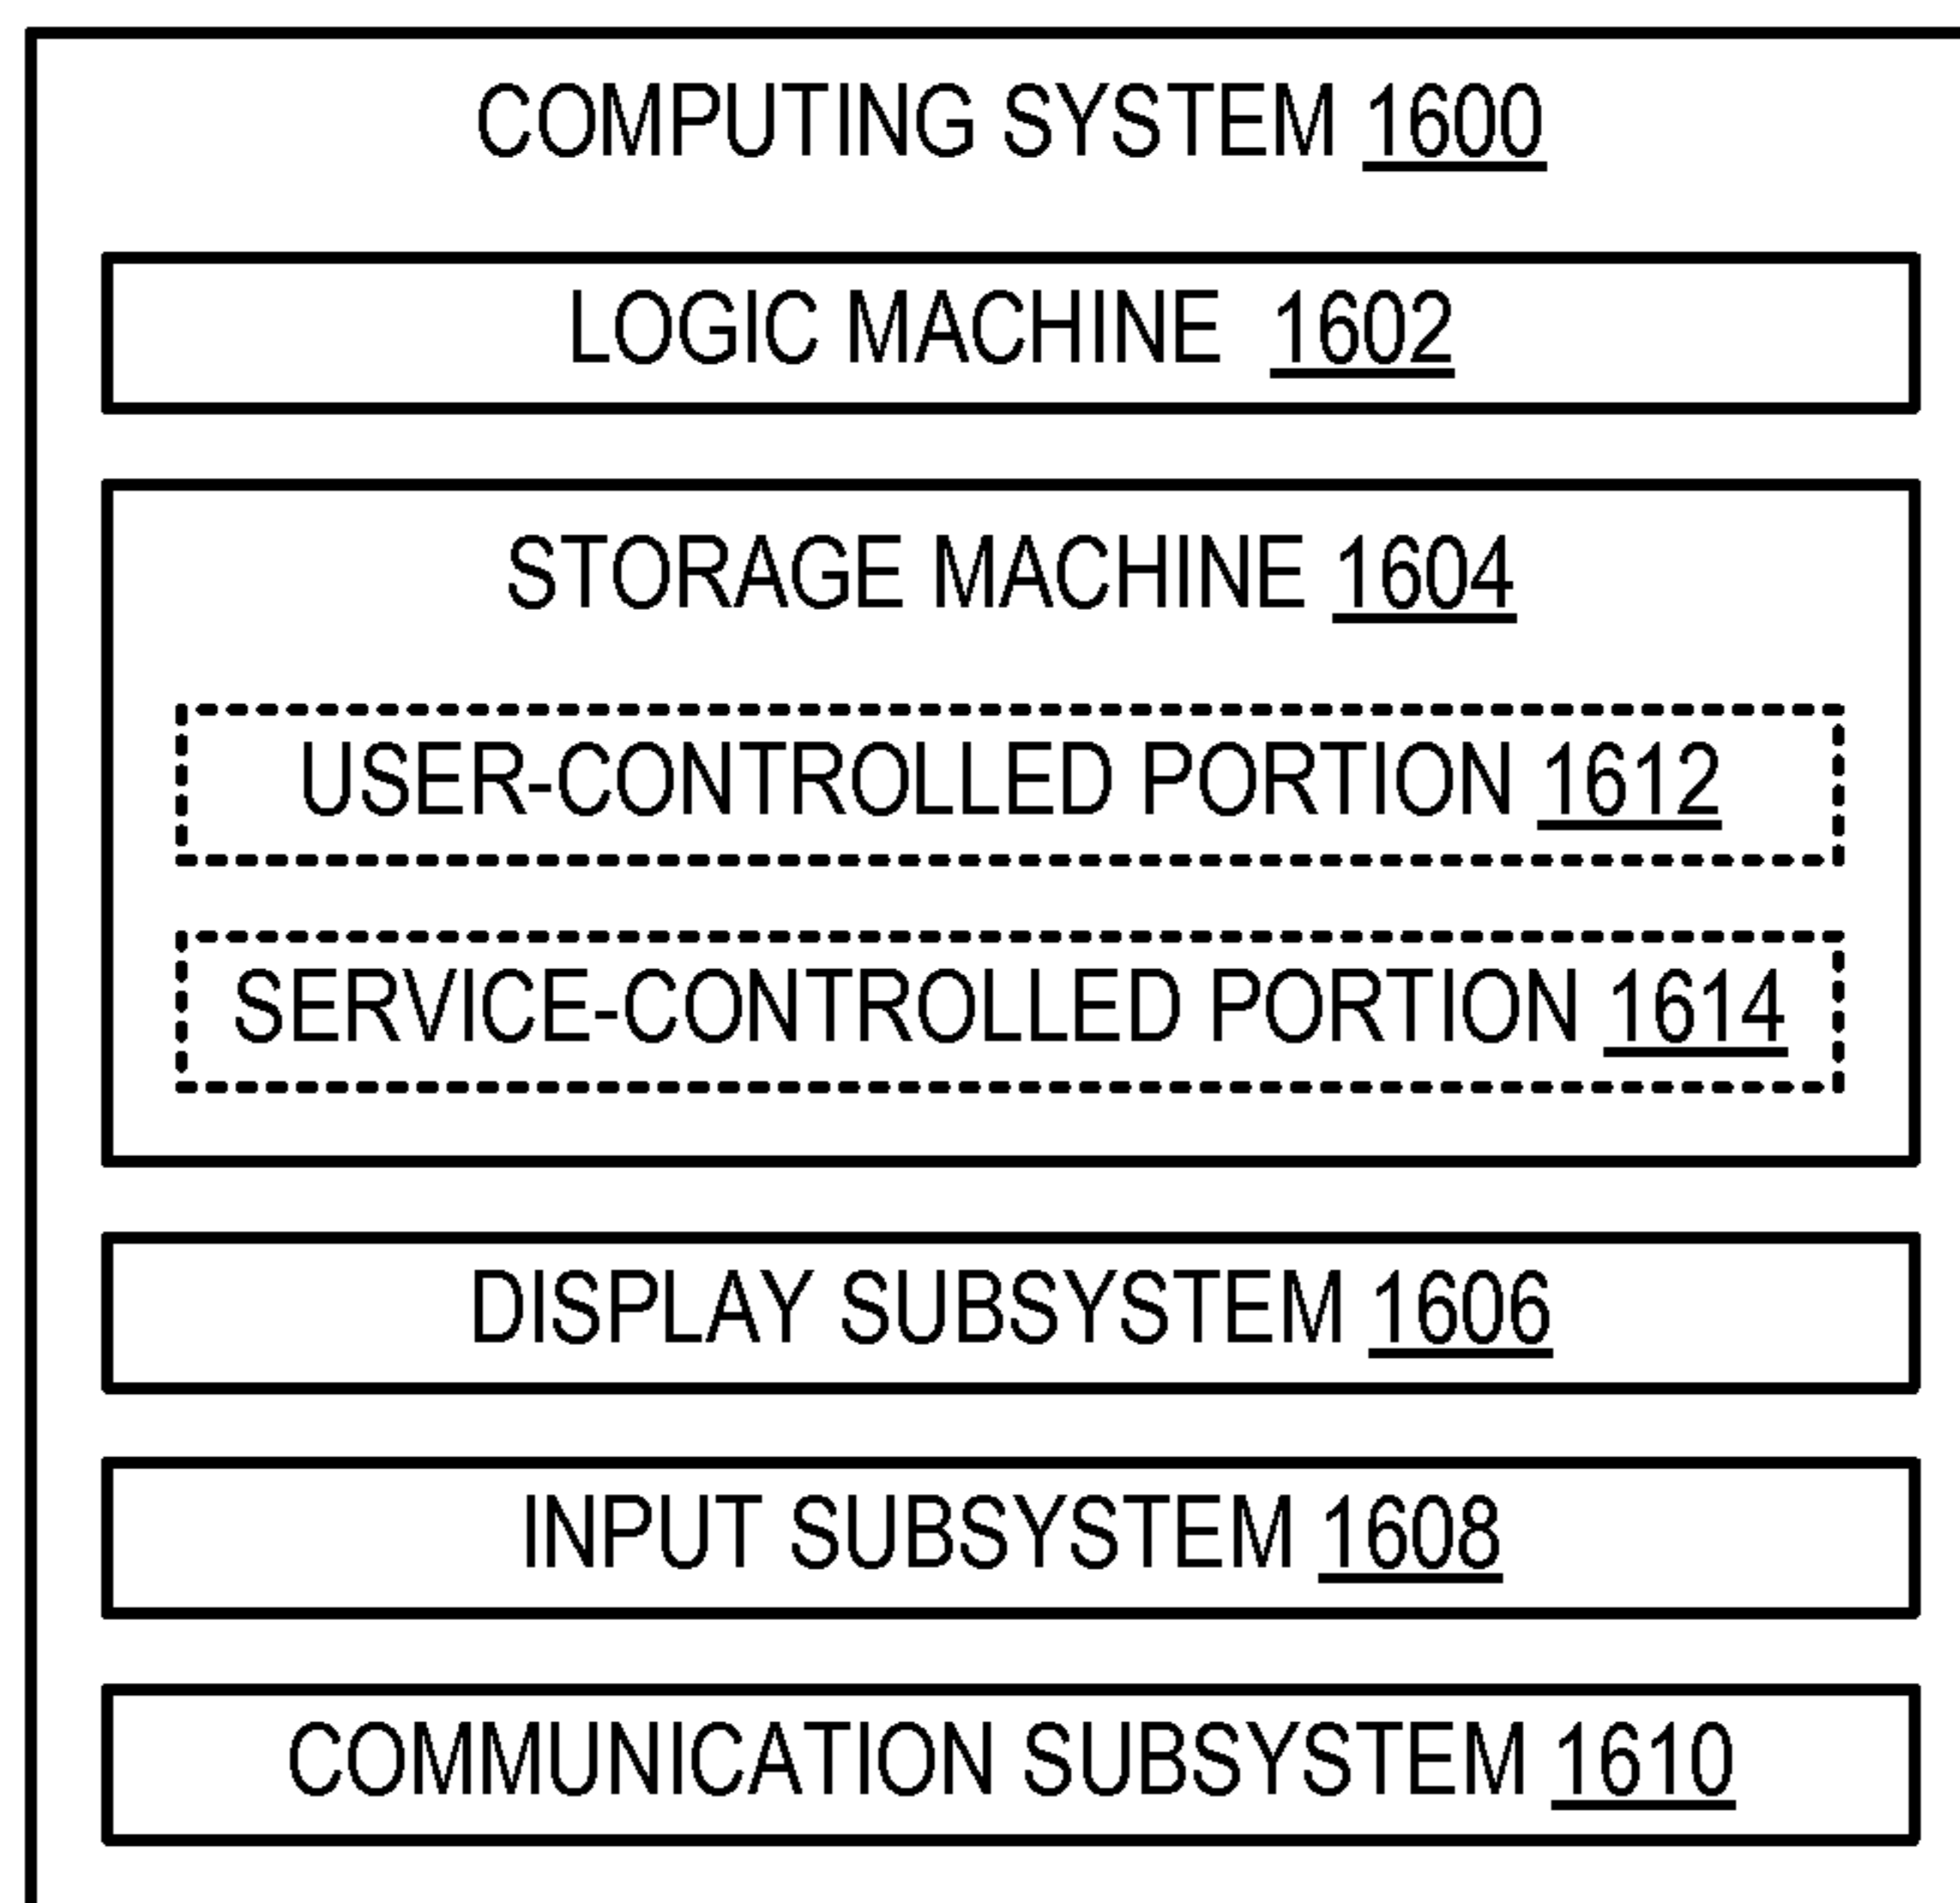 COMPUTING SYSTEM 1600
LOGIC MACHINE 1602
STORAGE MACHINE 1604
USER-CONTROLLED PORTION 1612
SERVICE-CONTROLLED PORTION 1614
DISPLAY SUBSYSTEM 1606
INPUT SUBSYSTEM 1608
COMMUNICATION SUBSYSTEM 1610